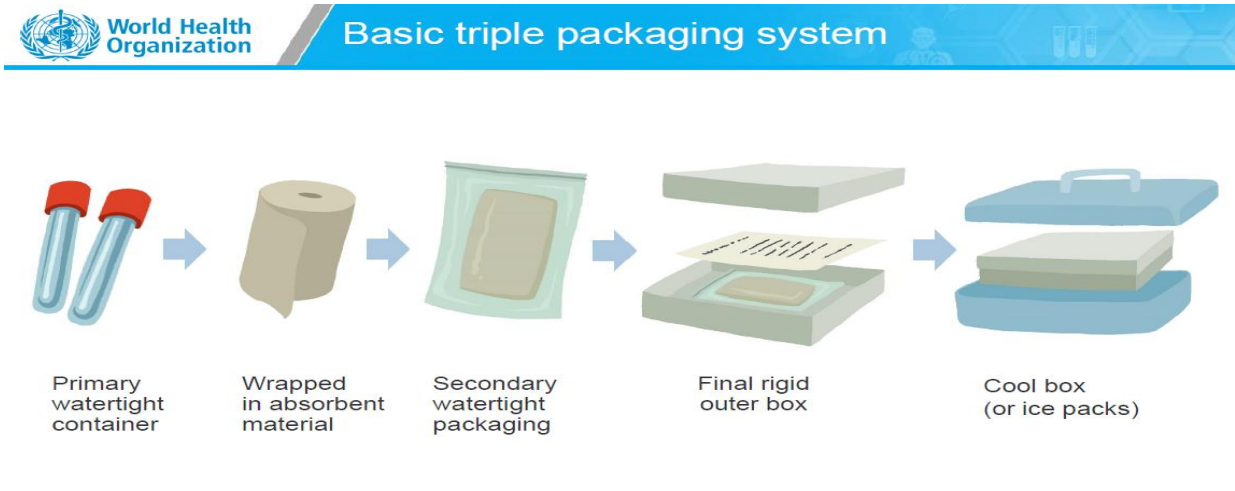 World Health
Organization
Basic triple packaging system
Primary
watertight
container
Wrapped
in absorbent
material
Secondary
watertight
packaging
Final rigid
outer box
Cool box
(or ice packs)